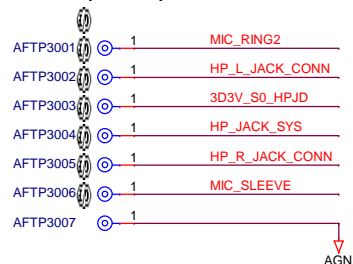 AFTP3001 1 MIC_RING2
AFTP3002 1 HP_L_JACK_CONN
AFTP3003 1 3D3V_S0_HPJD
AFTP3004 1 HP_JACK_SYS
AFTP3005 1 HP_R_JACK_CONN
AFTP3006 1 MIC_SLEEVE
AFTP3007 1
AGN